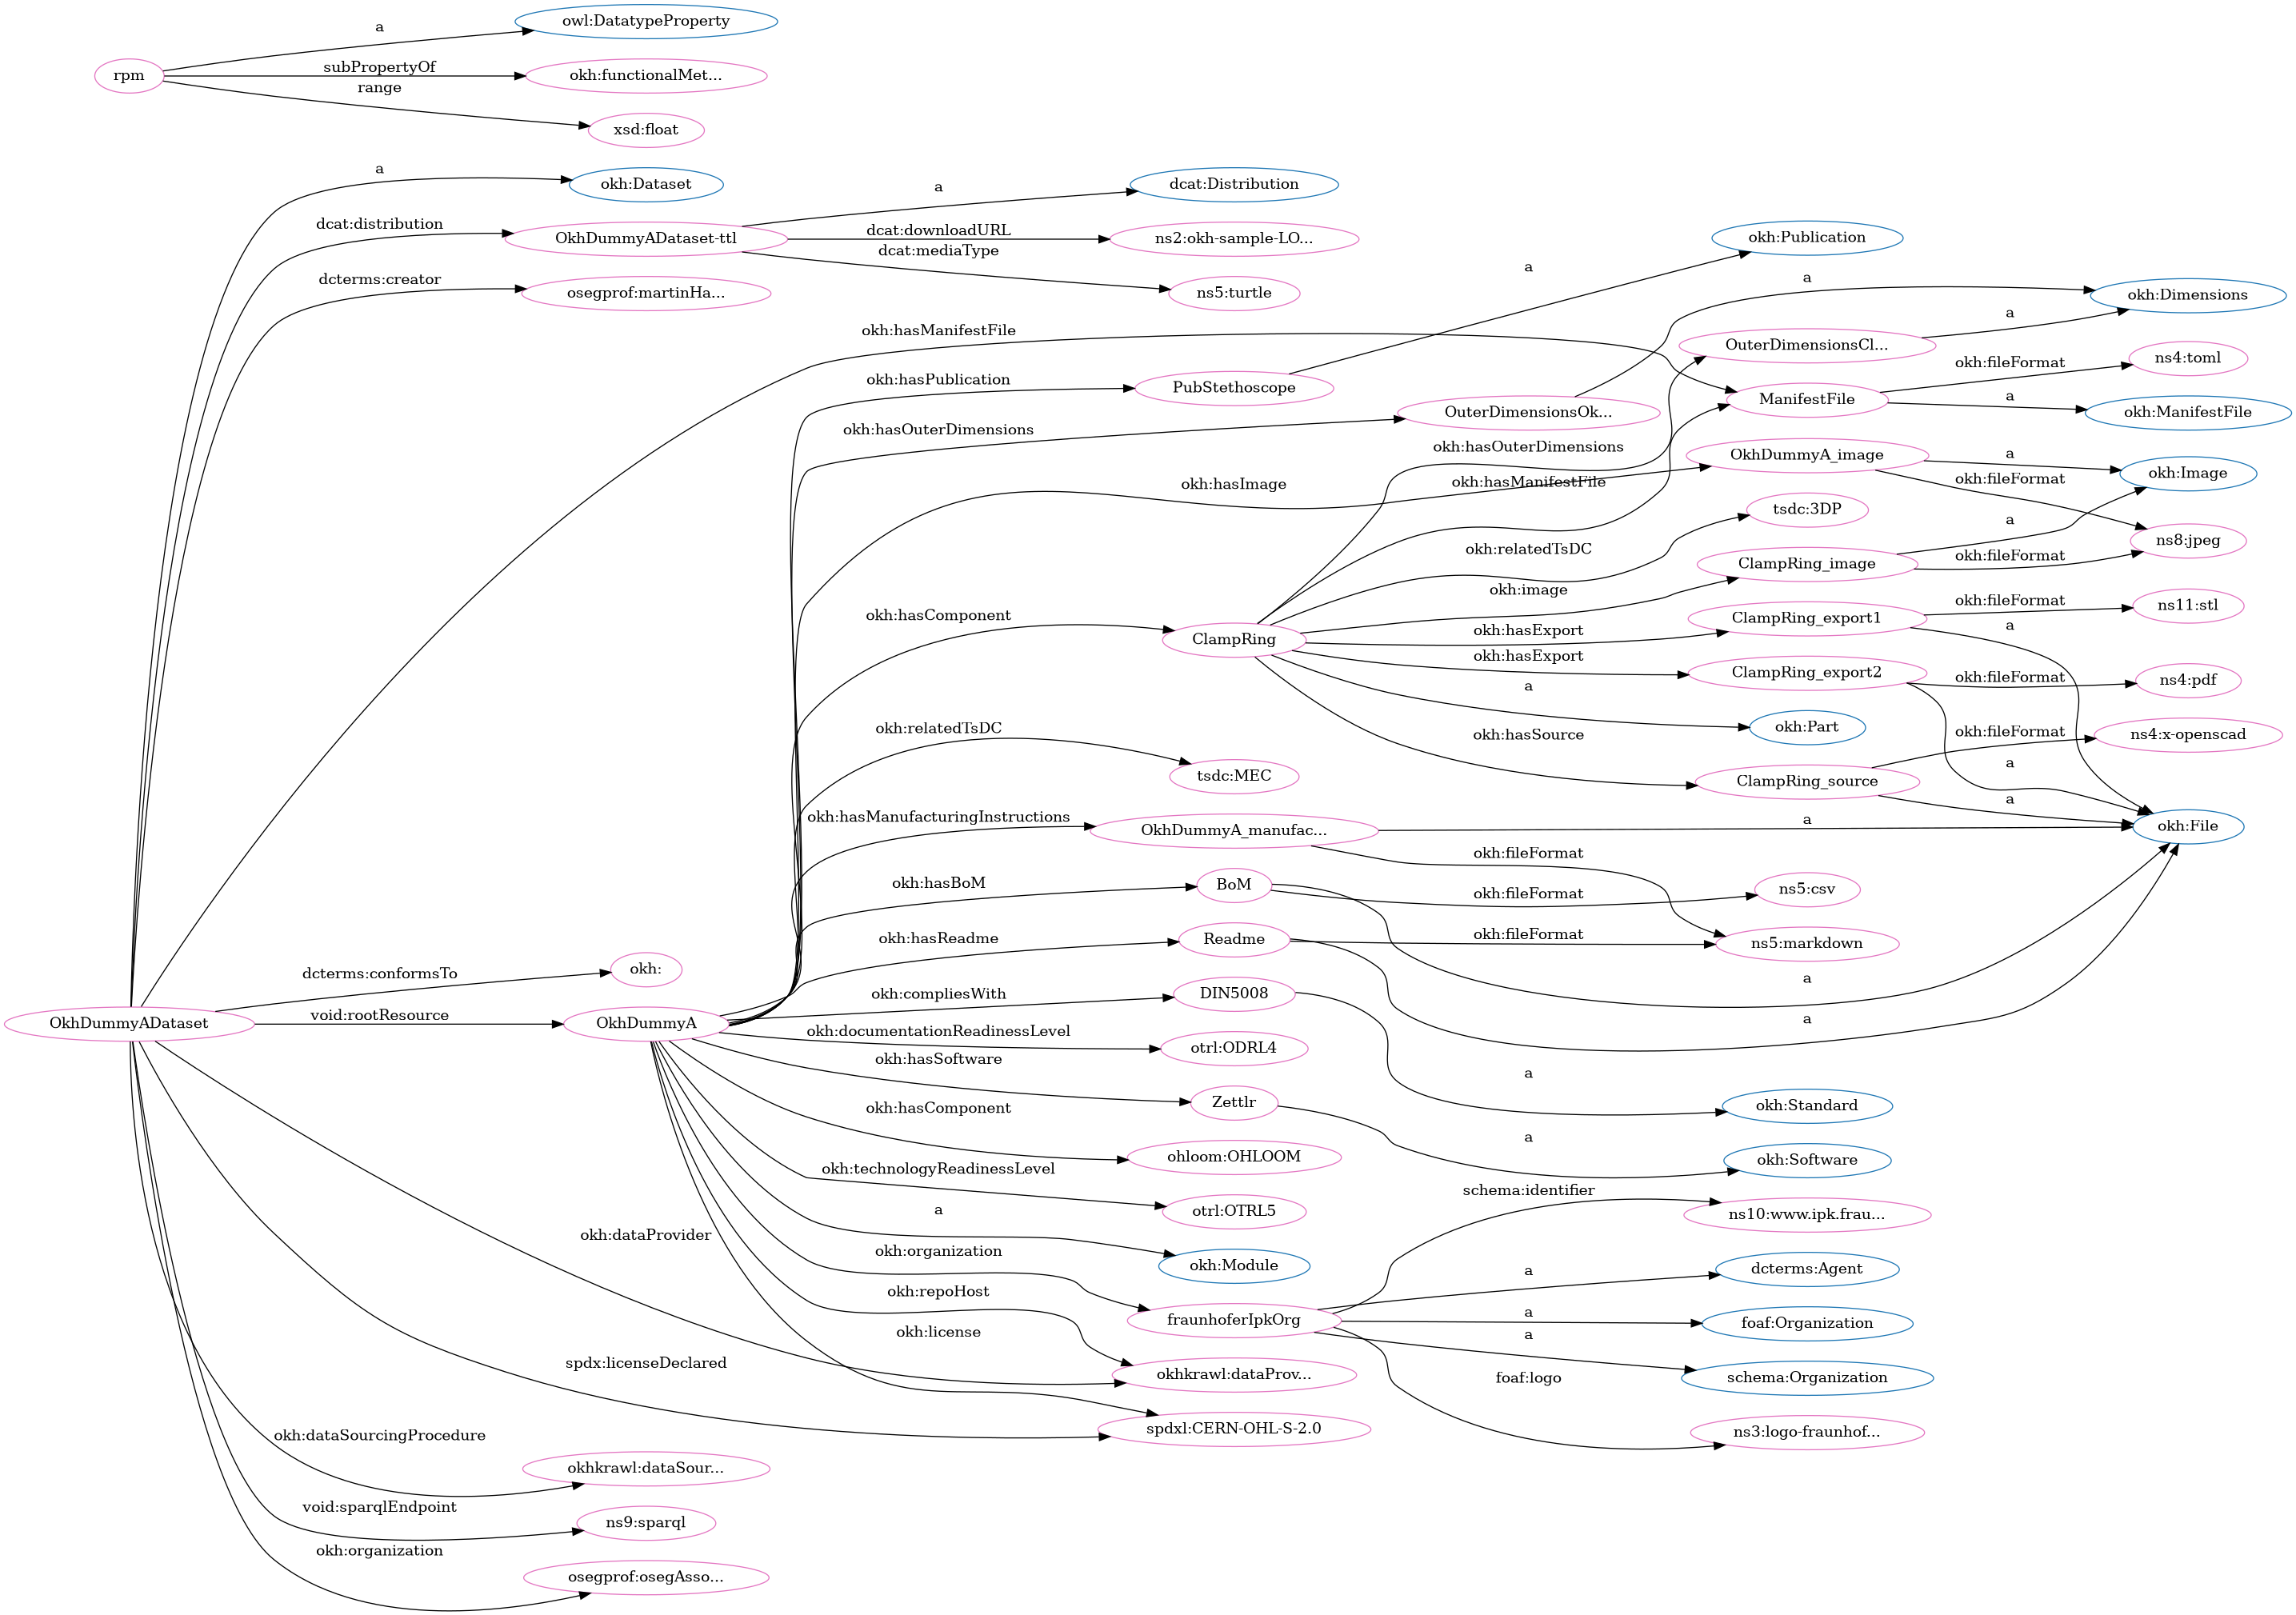 a
owl:DatatypeProperty
rpm
subPropertyOf
okh:functionalMet...
range
xsd:float
a
okh:Dataset
dcat:distribution
OkhDummyADataset-ttl
a
dcat:Distribution
dcat:downloadURL
ns2:okh-sample-LO...
dcat:mediaType
ns5:turtle
dcterms:creator
osegprof:martinHa...
okh:hasManifestFile
okh:hasPublication
PubStethoscope
a
okh:Publication
okh:hasOuterDimensions
OuterDimensionsOk...
a
okh:Dimensions
OuterDimensionsCl...
a
okh:hasOuterDimensions
ManifestFile
okh:fileFormat
ns4:toml
a
okh:ManifestFile
okh:hasImage
okh:hasManifestFile
OkhDummyA_image
a
okh:Image
okh:fileFormat
ns8:jpeg
okh:relatedTsDC
tsdc:3DP
okh:image
ClampRing_image
a
okh:fileFormat
okh:hasComponent
ClampRing
okh:hasExport
ClampRing_export1
okh:fileFormat
ns11:stl
a
okh:hasExport
ClampRing_export2
okh:fileFormat
ns4:pdf
a
a
okh:Part
okh:hasSource
ClampRing_source
okh:fileFormat
ns4:x-openscad
a
okh:File
okh:relatedTsDC
tsdc:MEC
okh:hasManufacturingInstructions
OkhDummyA_manufac...
a
okh:fileFormat
okh:hasBoM
BoM
okh:fileFormat
ns5:csv
a
okh:hasReadme
Readme
okh:fileFormat
ns5:markdown
a
dcterms:conformsTo
okh:
OkhDummyADataset
void:rootResource
OkhDummyA
okh:compliesWith
DIN5008
a
okh:Standard
okh:documentationReadinessLevel
otrl:ODRL4
okh:hasSoftware
Zettlr
a
okh:Software
okh:hasComponent
ohloom:OHLOOM
okh:technologyReadinessLevel
otrl:OTRL5
a
okh:Module
okh:organization
fraunhoferIpkOrg
schema:identifier
ns10:www.ipk.frau...
a
dcterms:Agent
a
foaf:Organization
a
schema:Organization
foaf:logo
ns3:logo-fraunhof...
okh:dataProvider
okh:repoHost
okhkrawl:dataProv...
okh:license
spdx:licenseDeclared
spdxl:CERN-OHL-S-2.0
okh:dataSourcingProcedure
okhkrawl:dataSour...
void:sparqlEndpoint
ns9:sparql
okh:organization
osegprof:osegAsso...